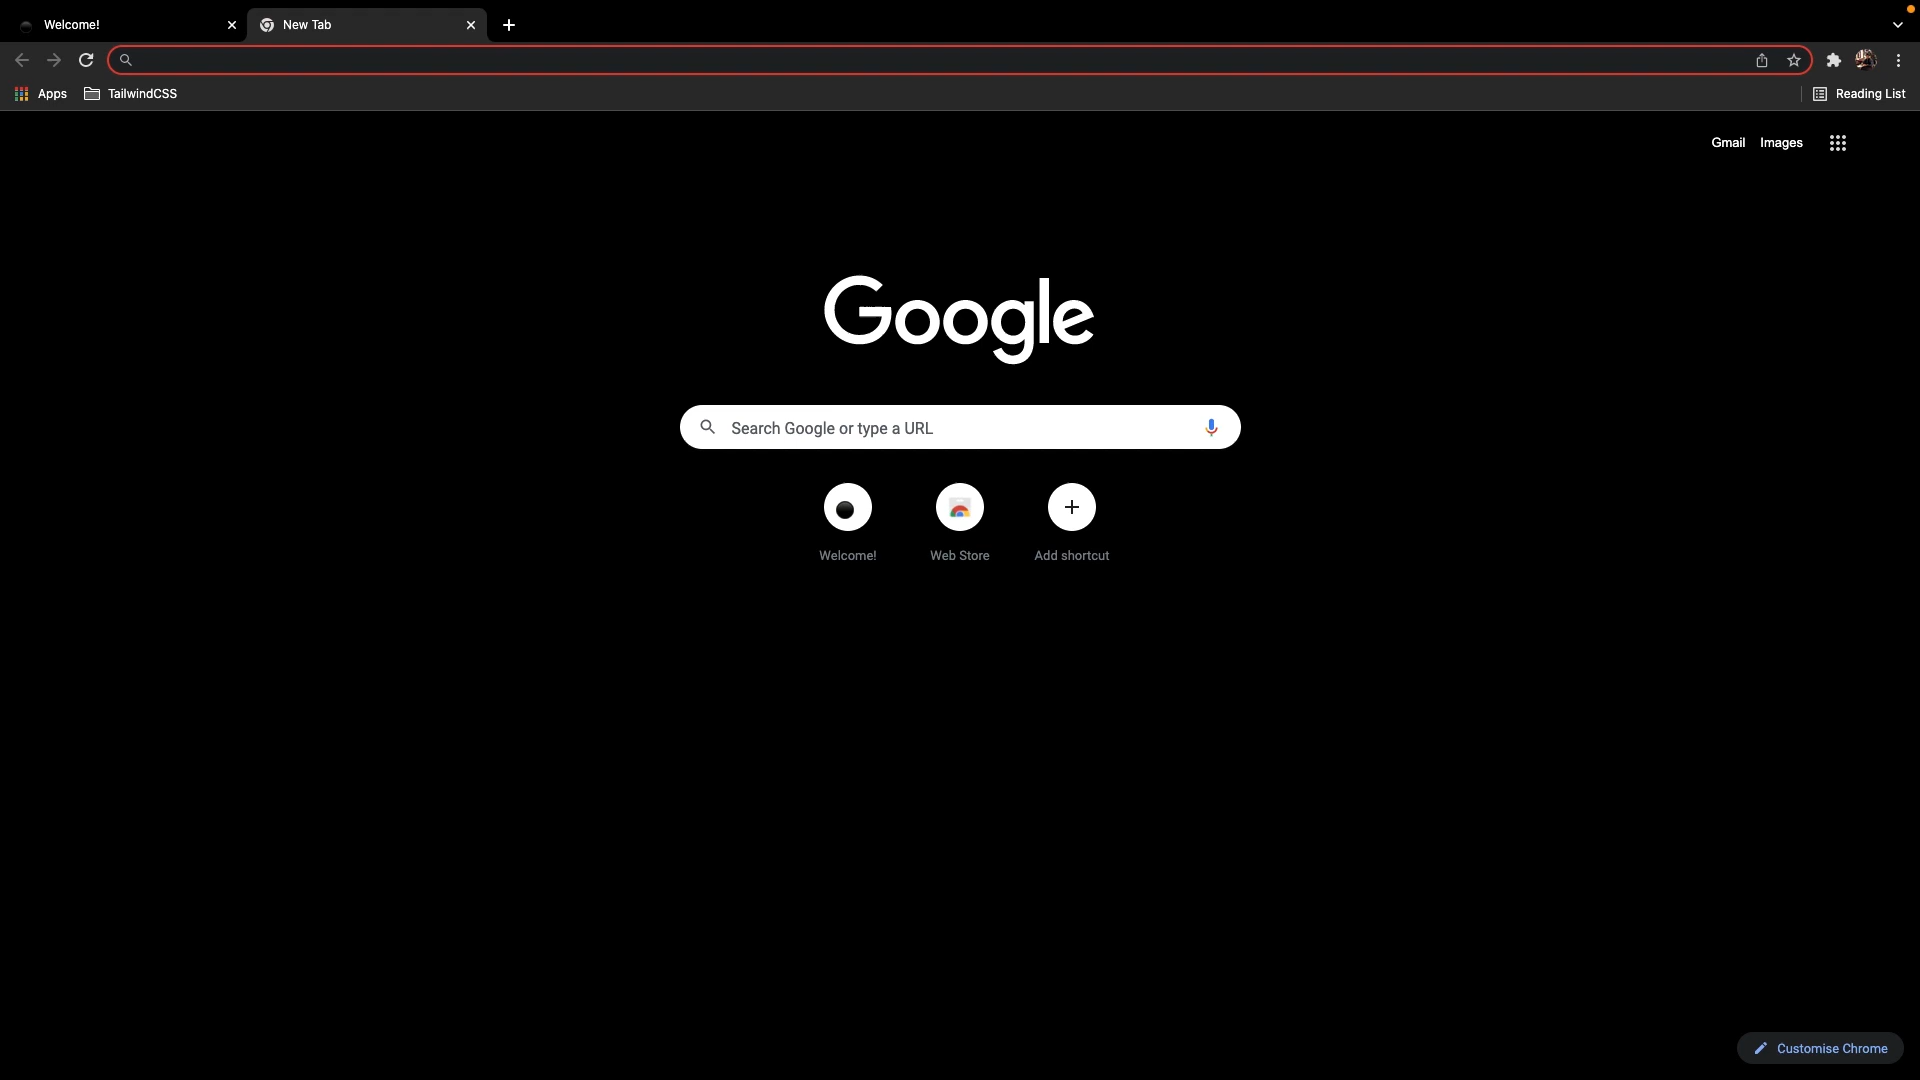 Welcome!
New Tab
Apps
TailwindCSS
Reading List
Gmail
Images
Google
Search Google or type a URL
Welcome!
Web Store
Add shortcut
Customise Chrome